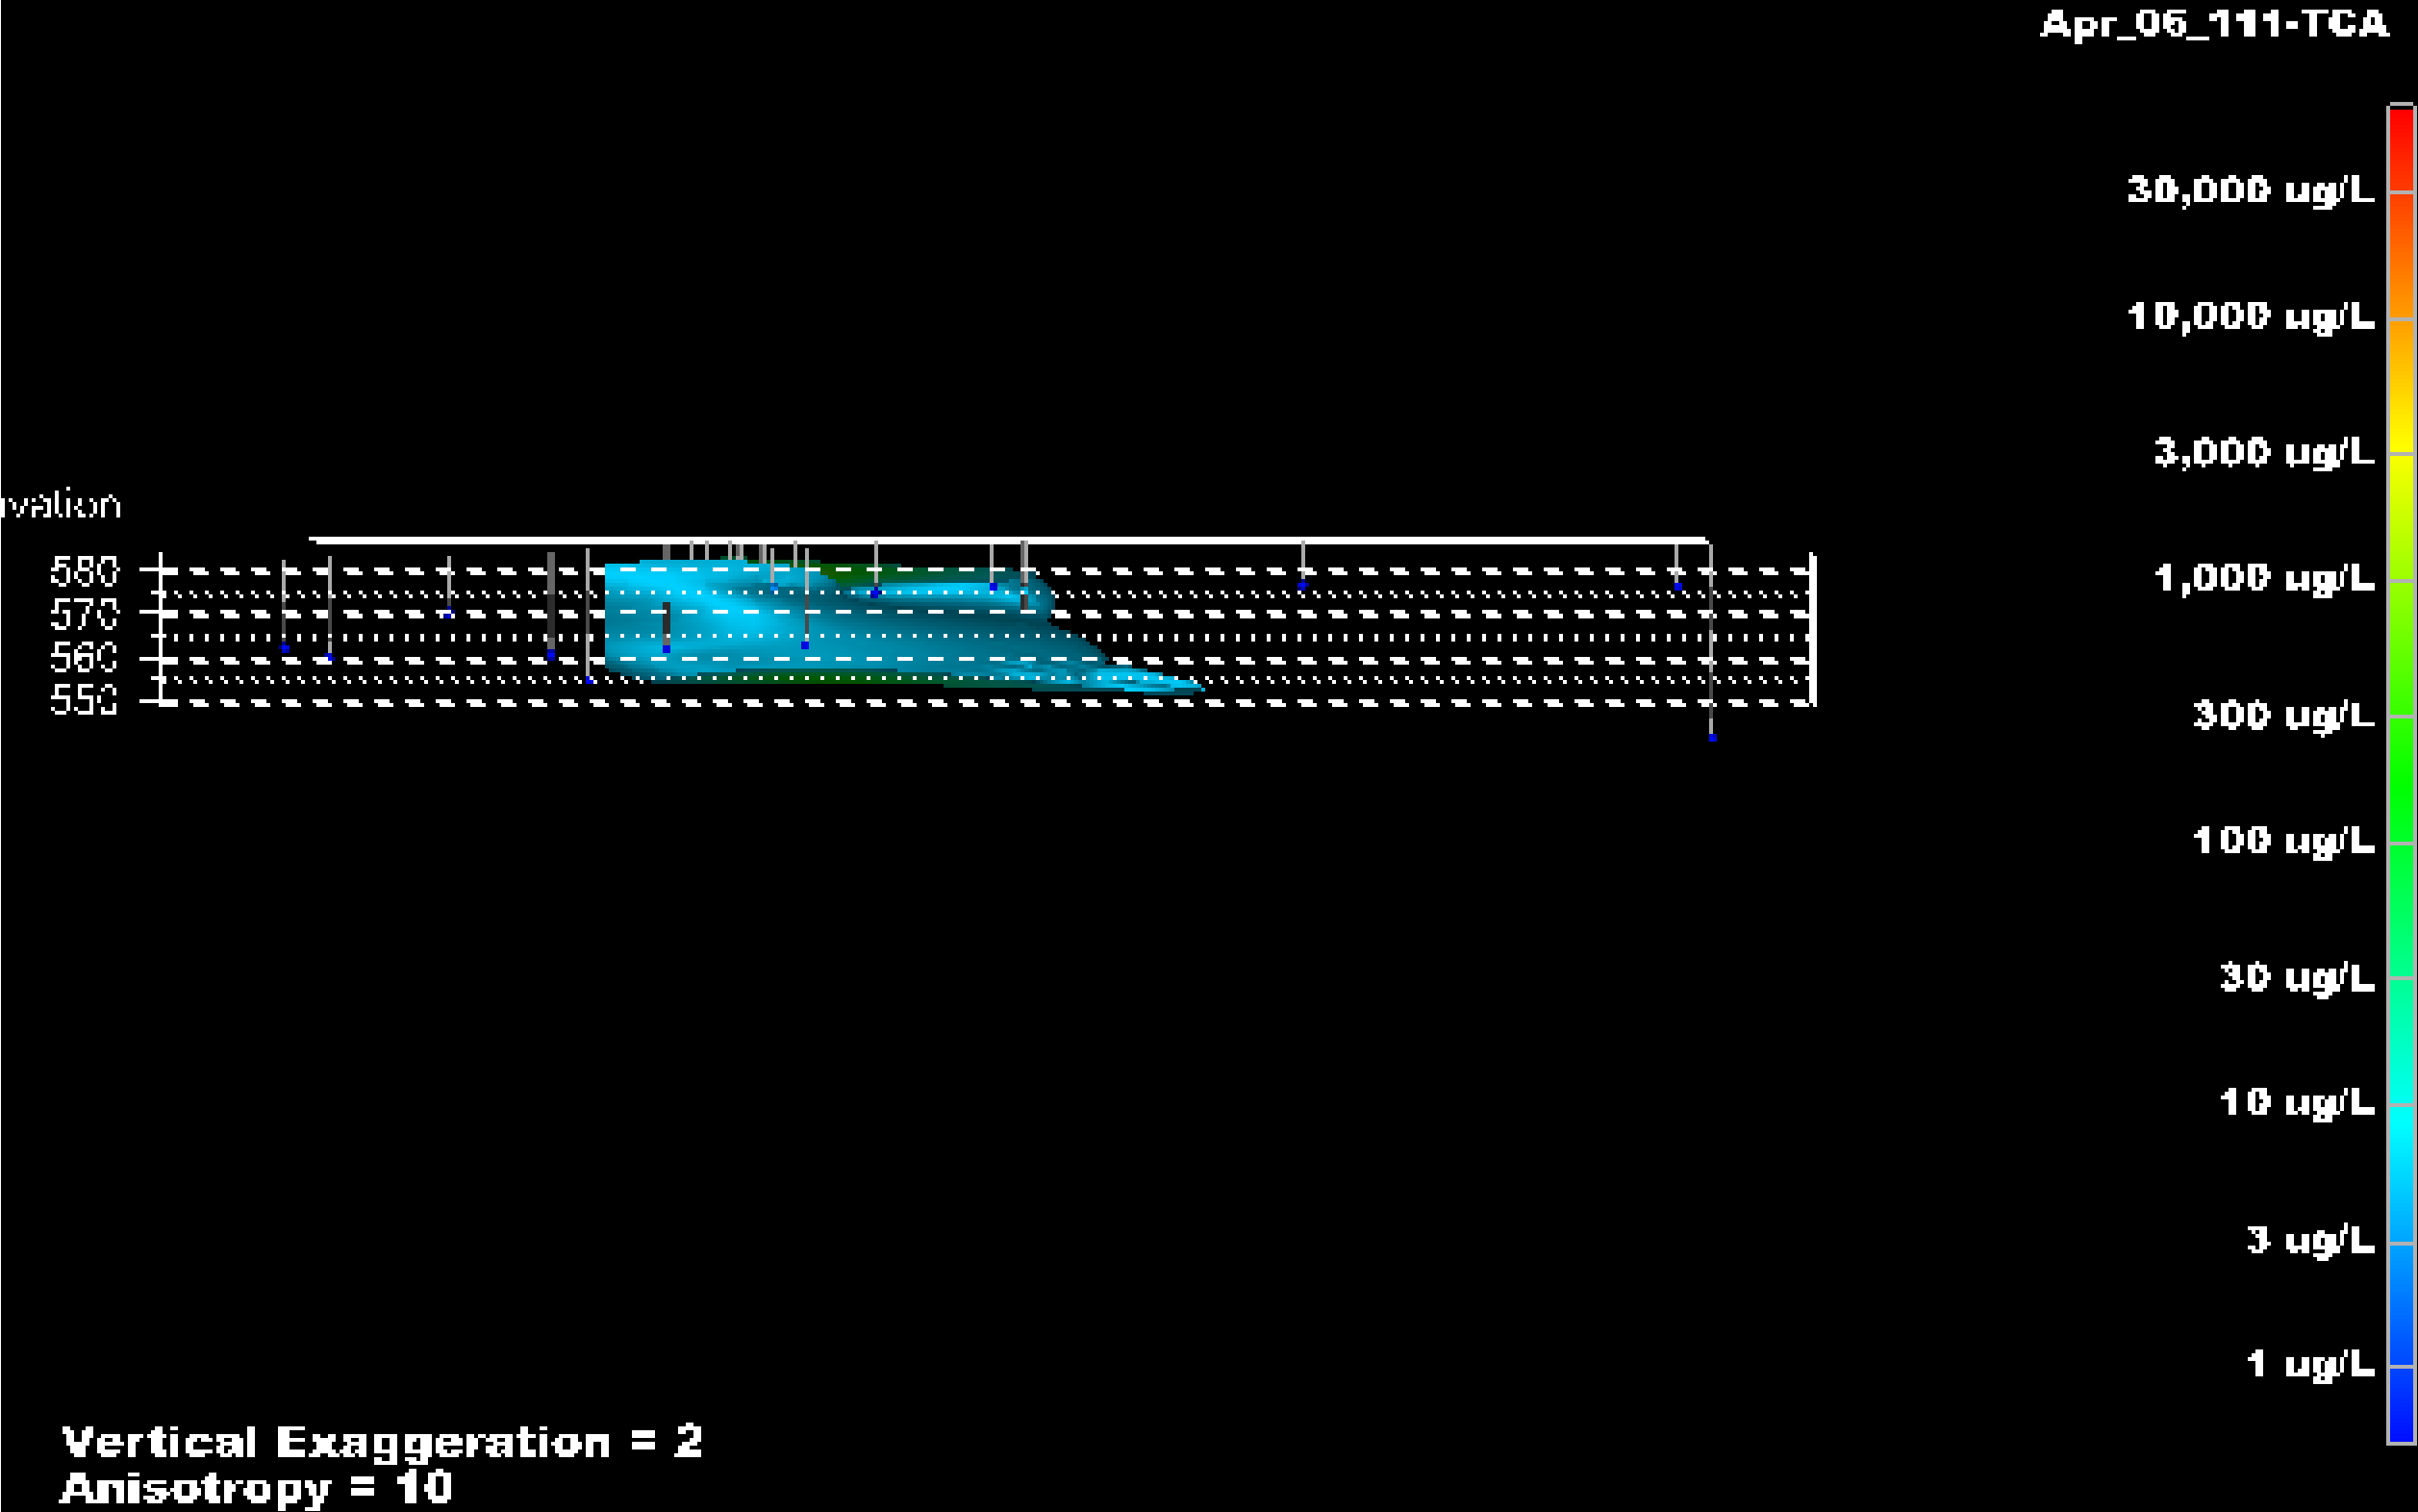 Apr_06_111-TCA
30,000 ug/L
10,000 ug/L
3,000 ug/L
vation
580
1,000 ug/L
570
560
550
300 ug/L
100 ug/L
30 ug/L
10 ug/L
3 ug/L
1 ug/L
Vertical Exaggeration = 2
Anisotropy = 10